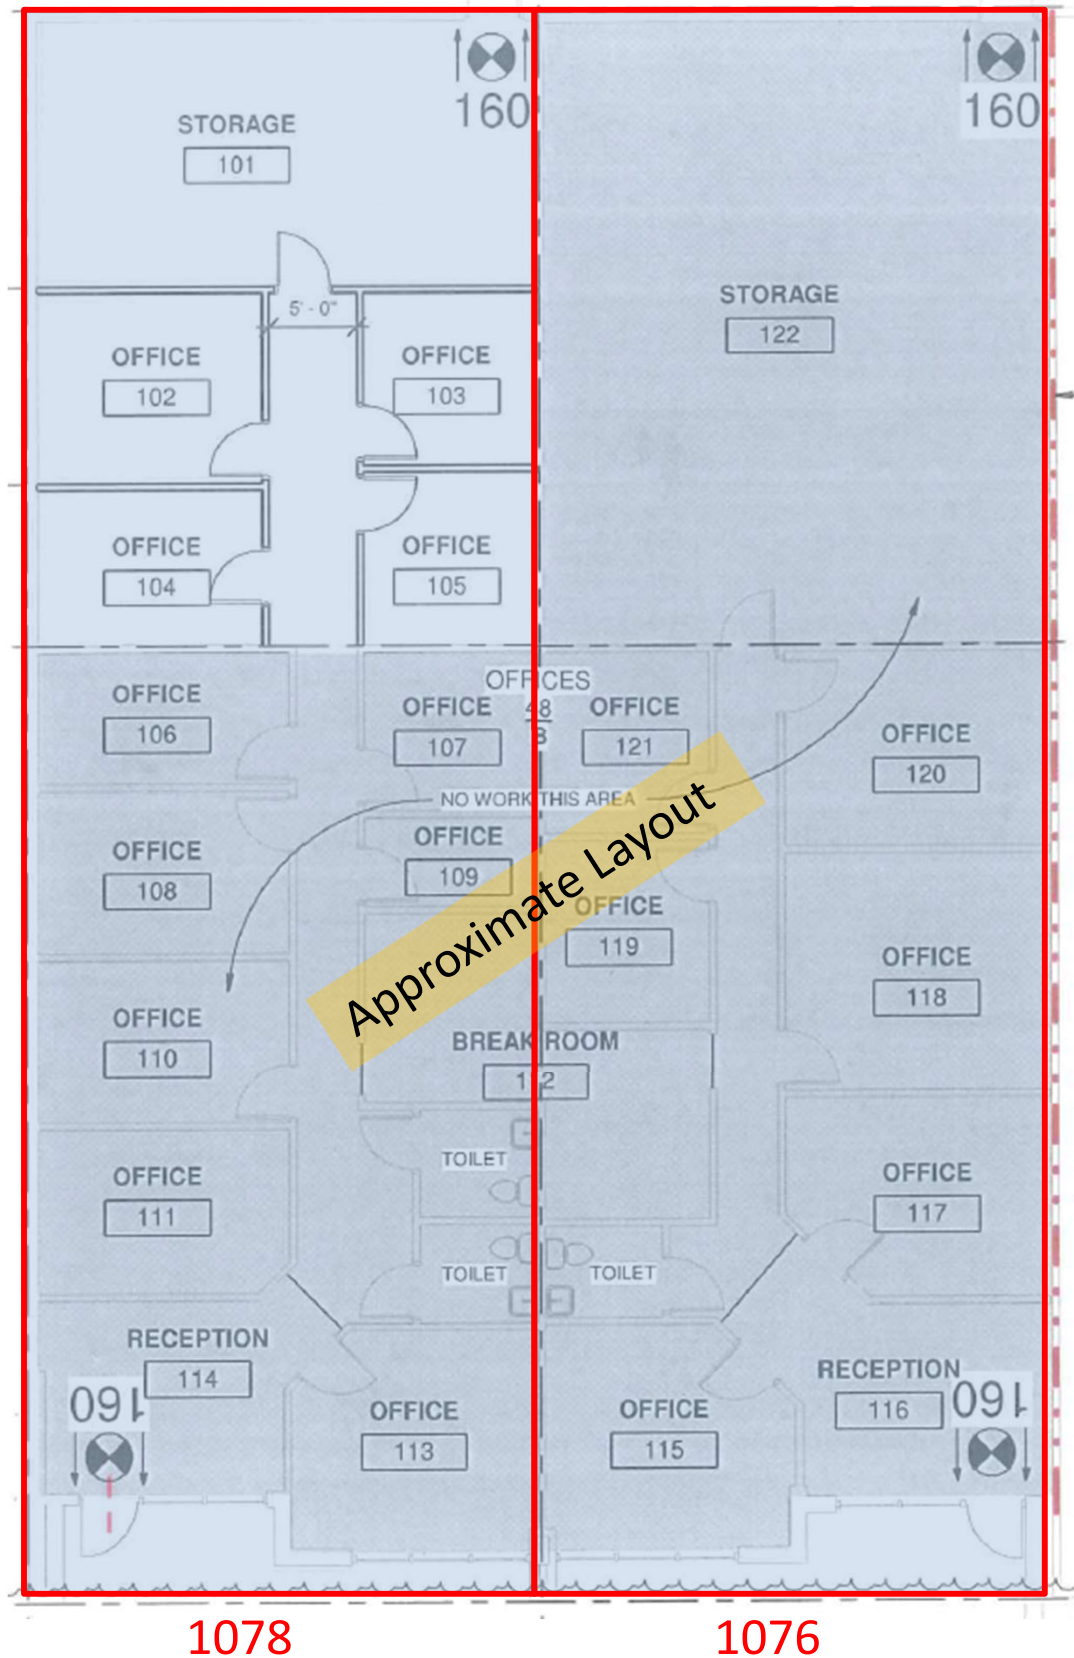 160
160
STORAGE
101
5' - 0"
STORAGE
122
OFFICE
102
OFFICE
103
OFFICE
104
OFFICE
105
OFFICES
48
8
OFFICE
106
OFFICE
107
OFFICE
121
OFFICE
120
NO WORK THIS AREA
Approximate Layout
OFFICE
108
OFFICE
109
OFFICE
119
OFFICE
118
OFFICE
110
BREAK ROOM
112
TOILET
OFFICE
111
OFFICE
117
TOILET
TOILET
RECEPTION
114
RECEPTION
116
160
160
OFFICE
113
OFFICE
115
1078
1076